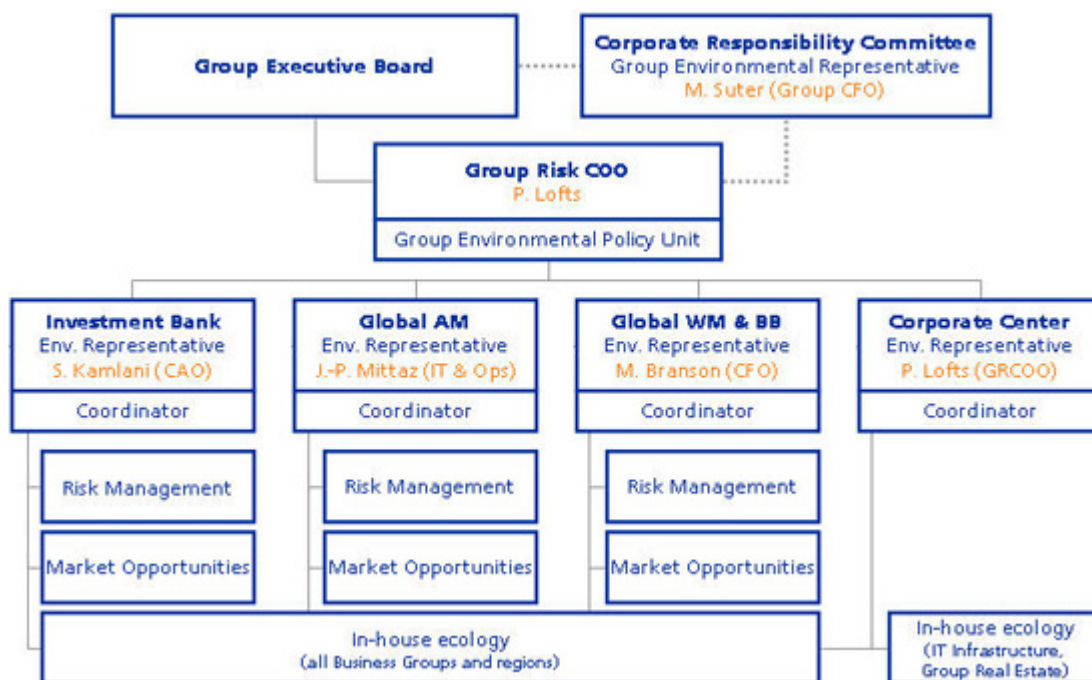 Group Executive Board
Corporate Responsibility Committee
Group Environmental Representative
M. Suter (Group CFO)
Group Risk COO
P. Lofts
Group Environmental Policy Unit
Investment Bank
Env. Representative
S. Kamlani (CAO)
Coordinator
Global AM
Env. Representative
J.-P. Mittaz (IT & Ops)
Coordinator
Global WM & BB
Env. Representative
M. Branson (CFO)
Coordinator
Corporate Center
Env. Representative
P. Lofts (GRCOO)
Coordinator
Risk Management
Risk Management
Risk Management
Market Opportunities
Market Opportunities
Market Opportunities
In-house ecology
(all Business Groups and regions)
In-house ecology
(IT Infrastructure,
Group Real Estate)